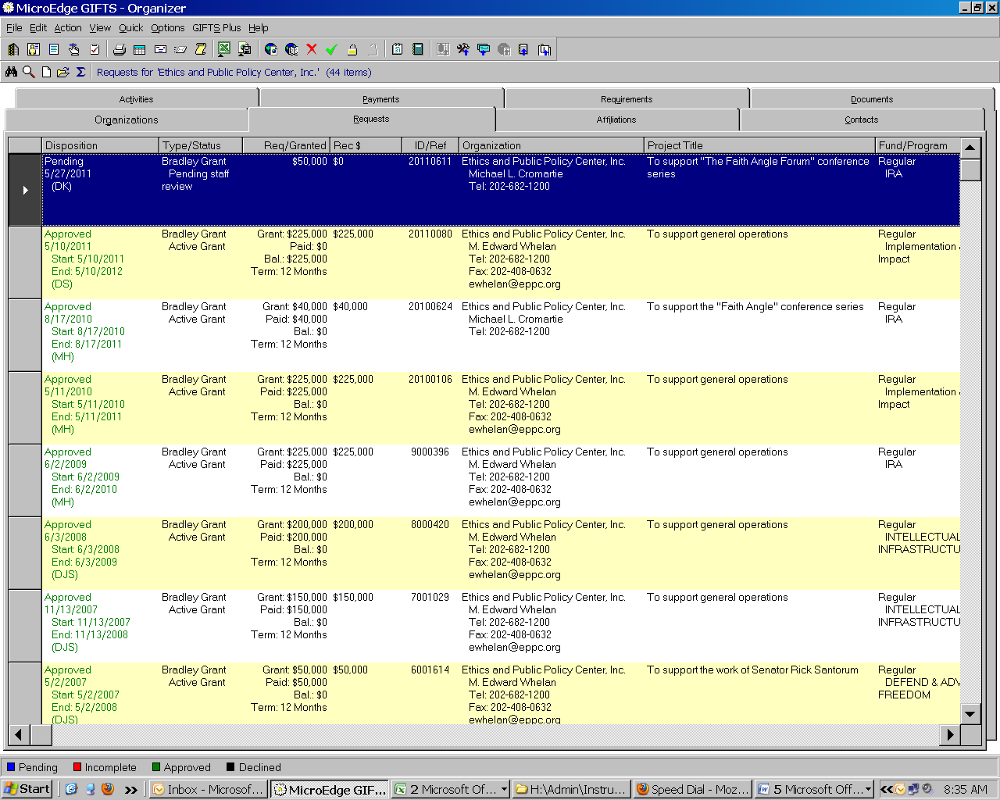 MicroEdge GIFTS - Organizer
File Edit Action View Quick Options GIFTS Plus Help
Requests for 'Ethics and Public Policy Center, Inc.' (44 items)
Activities Payments Requirements Documents
Organizations Requests Affiliations Contacts
Disposition Type/Status Req/Granted Rec $ ID/Ref Organization Project Title Fund/Program
Pending Bradley Grant $50,000 $0 20110611 Ethics and Public Policy Center, Inc. To support "The Faith Angle Forum" conference Regular
5/27/2011 Pending staff Michael L. Cromartie series IRA
(DK) review Tel: 202-682-1200
Approved Bradley Grant Grant: $225,000 $225,000 20110080 Ethics and Public Policy Center, Inc. To support general operations Regular
5/10/2011 Active Grant Paid: $0 M. Edward Whelan Implementation &
Start: 5/10/2011 Bal.: $225,000 Tel: 202-682-1200 Impact
End: 5/10/2012 Term: 12 Months Fax: 202-408-0632
(DS) ewhelan@eppc.org
Approved Bradley Grant Grant: $40,000 $40,000 20100624 Ethics and Public Policy Center, Inc. To support the "Faith Angle" conference series Regular
8/17/2010 Active Grant Paid: $40,000 Michael L. Cromartie IRA
Start: 8/17/2010 Bal.: $0 Tel: 202-682-1200
End: 8/17/2011 Term: 12 Months
(MH)
Approved Bradley Grant Grant: $225,000 $225,000 20100106 Ethics and Public Policy Center, Inc. To support general operations Regular
5/11/2010 Active Grant Paid: $225,000 M. Edward Whelan Implementation &
Start: 5/11/2010 Bal.: $0 Tel: 202-682-1200 Impact
End: 5/11/2011 Term: 12 Months Fax: 202-408-0632
(MH) ewhelan@eppc.org
Approved Bradley Grant Grant: $225,000 $225,000 9000396 Ethics and Public Policy Center, Inc. To support general operations Regular
6/2/2009 Active Grant Paid: $225,000 M. Edward Whelan IRA
Start: 6/2/2009 Bal.: $0 Tel: 202-682-1200
End: 6/2/2010 Term: 12 Months Fax: 202-408-0632
(MH) ewhelan@eppc.org
Approved Bradley Grant Grant: $200,000 $200,000 8000420 Ethics and Public Policy Center, Inc. To support general operations Regular
6/3/2008 Active Grant Paid: $200,000 M. Edward Whelan INTELLECTUAL
Start: 6/3/2008 Bal.: $0 Tel: 202-682-1200 INFRASTRUCTU
End: 6/3/2009 Term: 12 Months Fax: 202-408-0632
(DJS) ewhelan@eppc.org
Approved Bradley Grant Grant: $150,000 $150,000 7001029 Ethics and Public Policy Center, Inc. To support general operations Regular
11/13/2007 Active Grant Paid: $150,000 M. Edward Whelan INTELLECTUAL
Start: 11/13/2007 Bal.: $0 Tel: 202-682-1200 INFRASTRUCTU
End: 11/13/2008 Term: 12 Months Fax: 202-408-0632
(DJS) ewhelan@eppc.org
Approved Bradley Grant Grant: $50,000 $50,000 6001614 Ethics and Public Policy Center, Inc. To support the work of Senator Rick Santorum Regular
5/2/2007 Active Grant Paid: $50,000 M. Edward Whelan DEFEND & ADV
Start: 5/2/2007 Bal.: $0 Tel: 202-682-1200 FREEDOM
End: 5/2/2008 Term: 12 Months Fax: 202-408-0632
(DJS) ewhelan@eppc.org
Pending Incomplete Approved Declined
Start Inbox - Microsof... MicroEdge GIF... 2 Microsoft Of... H:\Admin\Instru... Speed Dial - Moz... 5 Microsoft Off... 8:35 AM